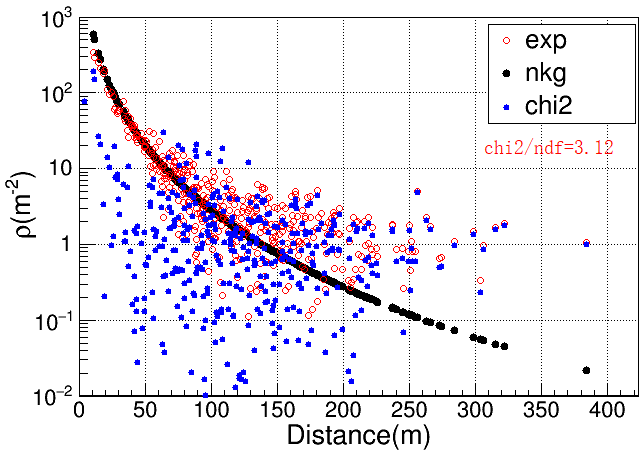 10³
10²
10
1
10⁻¹
10⁻²
ρ(m⁻²)
exp
nkg
chi2
chi2/ndf=3.12
0 50 100 150 200 250 300 350 400
Distance(m)